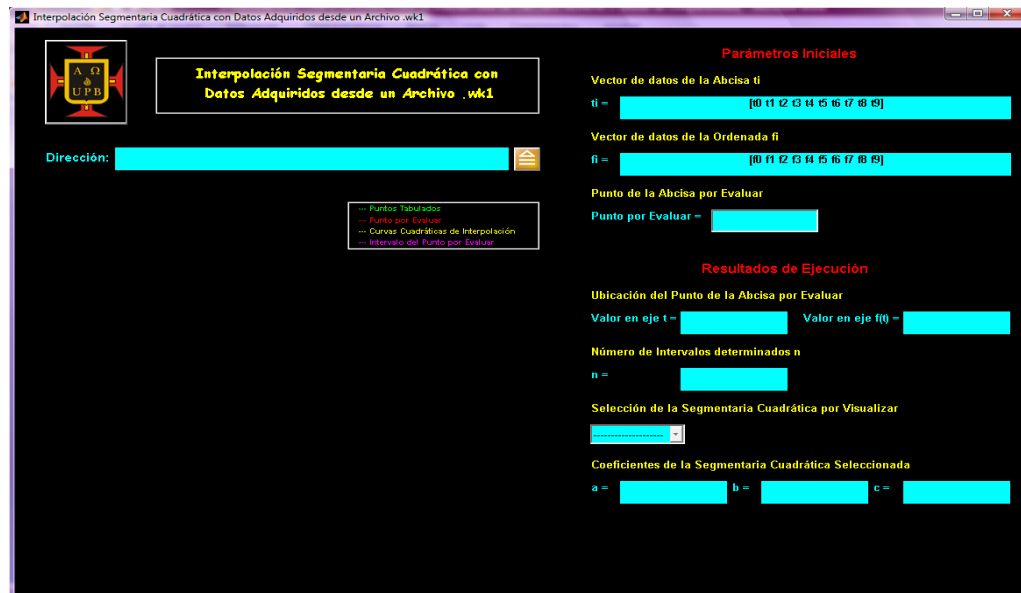 Interpolación Segmentaria Cuadrática con Datos Adquiridos desde un Archivo .wk1
Α Ω
UPB
Interpolación Segmentaria Cuadrática con
Datos Adquiridos desde un Archivo .wk1
Dirección:
--- Puntos Tabulados
--- Punto por Evaluar
--- Curvas Cuadráticas de Interpolación
--- Intervalo del Punto por Evaluar
Parámetros Iniciales
Vector de datos de la Abcisa ti
ti =
[t0 t1 t2 t3 t4 t5 t6 t7 t8 t9]
Vector de datos de la Ordenada fi
fi =
[f0 f1 f2 f3 f4 f5 f6 f7 f8 f9]
Punto de la Abcisa por Evaluar
Punto por Evaluar =
Resultados de Ejecución
Ubicación del Punto de la Abcisa por Evaluar
Valor en eje t =
Valor en eje f(t) =
Número de Intervalos determinados n
n =
Selección de la Segmentaria Cuadrática por Visualizar
--------------------
Coeficientes de la Segmentaria Cuadrática Seleccionada
a =
b =
c =